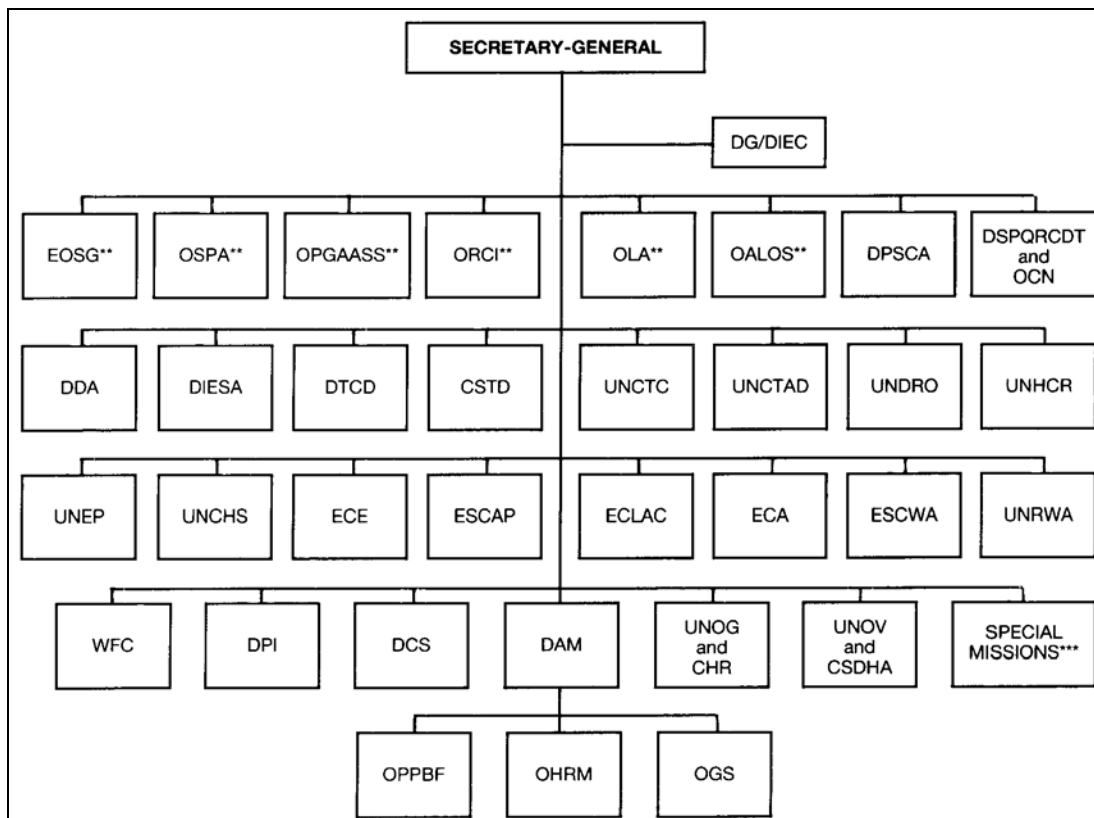 SECRETARY-GENERAL
DG/DIEC
EOSG**
OSPA**
OPGAASS**
ORCI**
OLA**
OALOS**
DPSCA
DSPQRCDT
and
OCN
DDA
DIESA
DTCD
CSTD
UNCTC
UNCTAD
UNDRO
UNHCR
UNEP
UNCHS
ECE
ESCAP
ECLAC
ECA
ESCWA
UNRWA
WFC
DPI
DCS
DAM
UNOG
and
CHR
UNOV
and
CSDHA
SPECIAL
MISSIONS***
OPPBF
OHRM
OGS